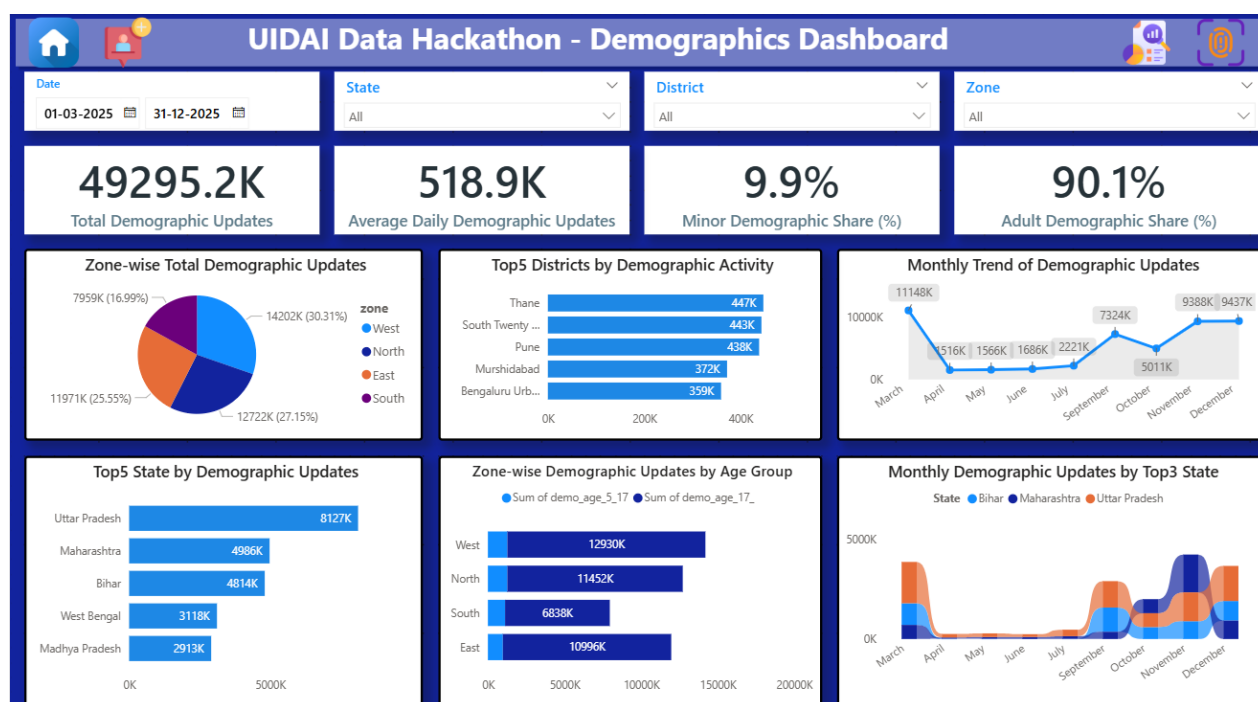 UIDAI Data Hackathon - Demographics Dashboard
Date
01-03-2025 31-12-2025
State
All
District
All
Zone
All
49295.2K
Total Demographic Updates
518.9K
Average Daily Demographic Updates
9.9%
Minor Demographic Share (%)
90.1%
Adult Demographic Share (%)
Zone-wise Total Demographic Updates
7959K (16.99%)
14202K (30.31%)
11971K (25.55%)
12722K (27.15%)
zone
West
North
East
South
Top5 Districts by Demographic Activity
Thane 447K
South Twenty ... 443K
Pune 438K
Murshidabad 372K
Bengaluru Urb... 359K
0K 200K 400K
Monthly Trend of Demographic Updates
10000K
0K
11148K 1516K 1566K 1686K 2221K 7324K 5011K 9388K 9437K
March April May June July September October November December
Top5 State by Demographic Updates
Uttar Pradesh 8127K
Maharashtra 4986K
Bihar 4814K
West Bengal 3118K
Madhya Pradesh 2913K
0K 5000K
Zone-wise Demographic Updates by Age Group
Sum of demo_age_5_17 Sum of demo_age_17_
West 12930K
North 11452K
South 6838K
East 10996K
0K 5000K 10000K 15000K 20000K
Monthly Demographic Updates by Top3 State
State Bihar Maharashtra Uttar Pradesh
5000K
0K
March April May June July September October November December